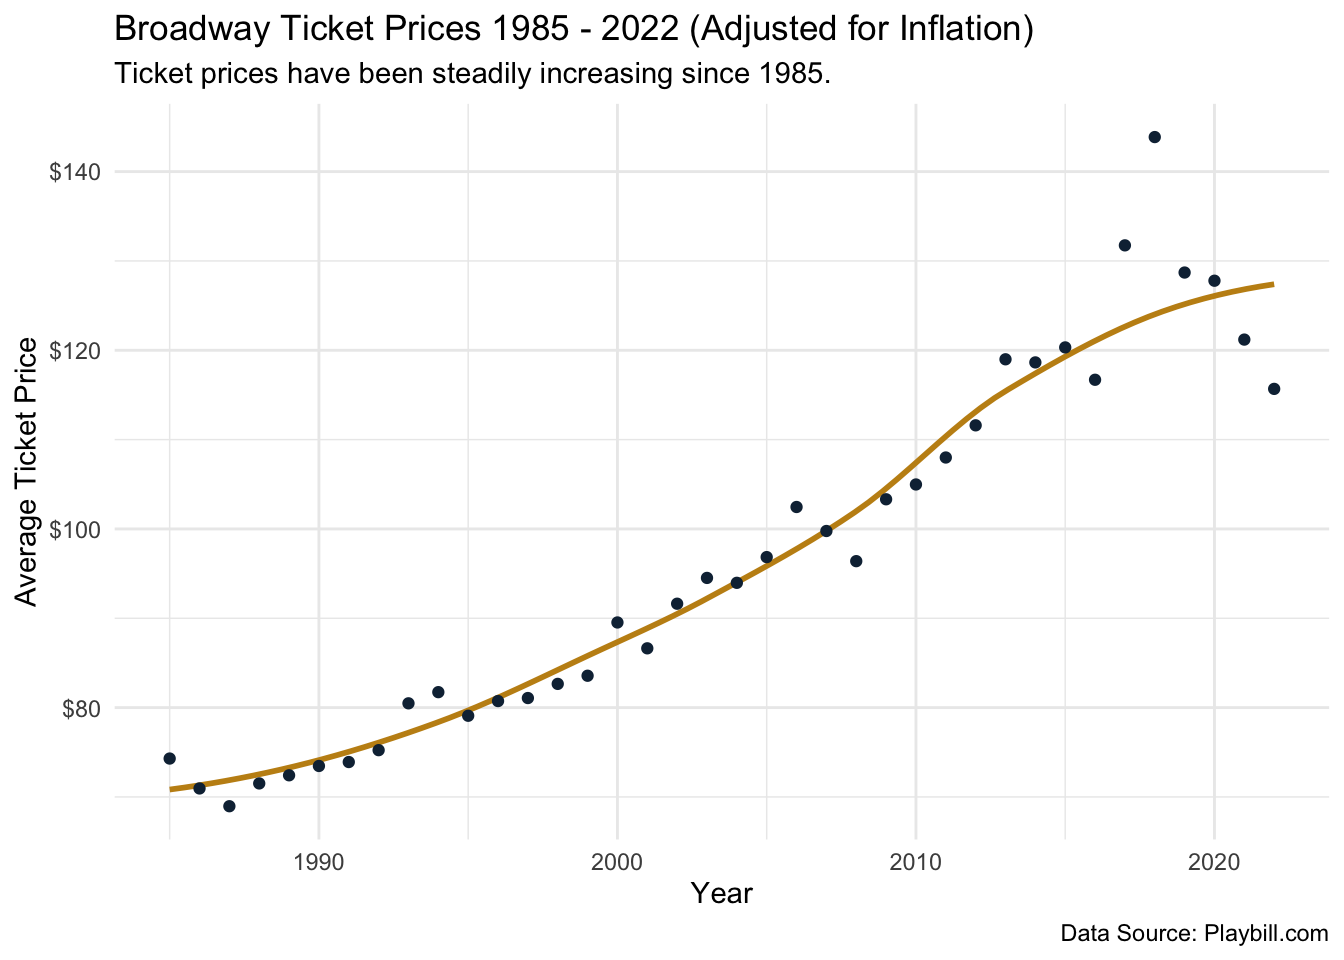 Broadway Ticket Prices 1985 - 2022 (Adjusted for Inflation)
Ticket prices have been steadily increasing since 1985.
$140
$120
$100
$80
Average Ticket Price
1990 2000 2010 2020
Year
Data Source: Playbill.com